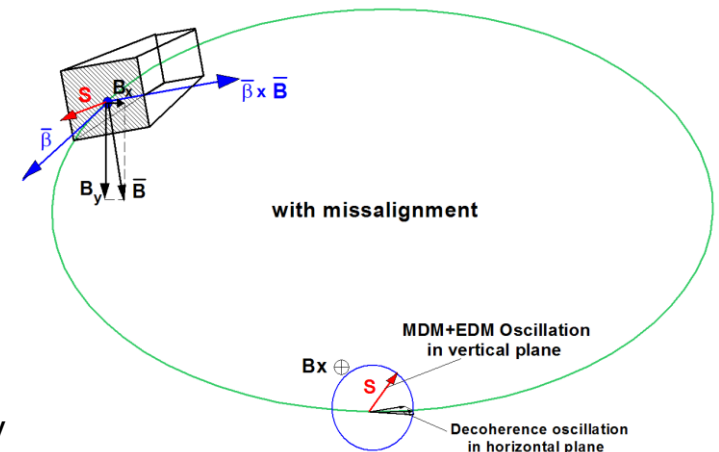 S
Bx
β̄ x B̄
β̄
By
B̄
with missalignment
MDM+EDM Oscillation
in vertical plane
Bx ⊕
S
Decoherence oscillation
in horizontal plane
y